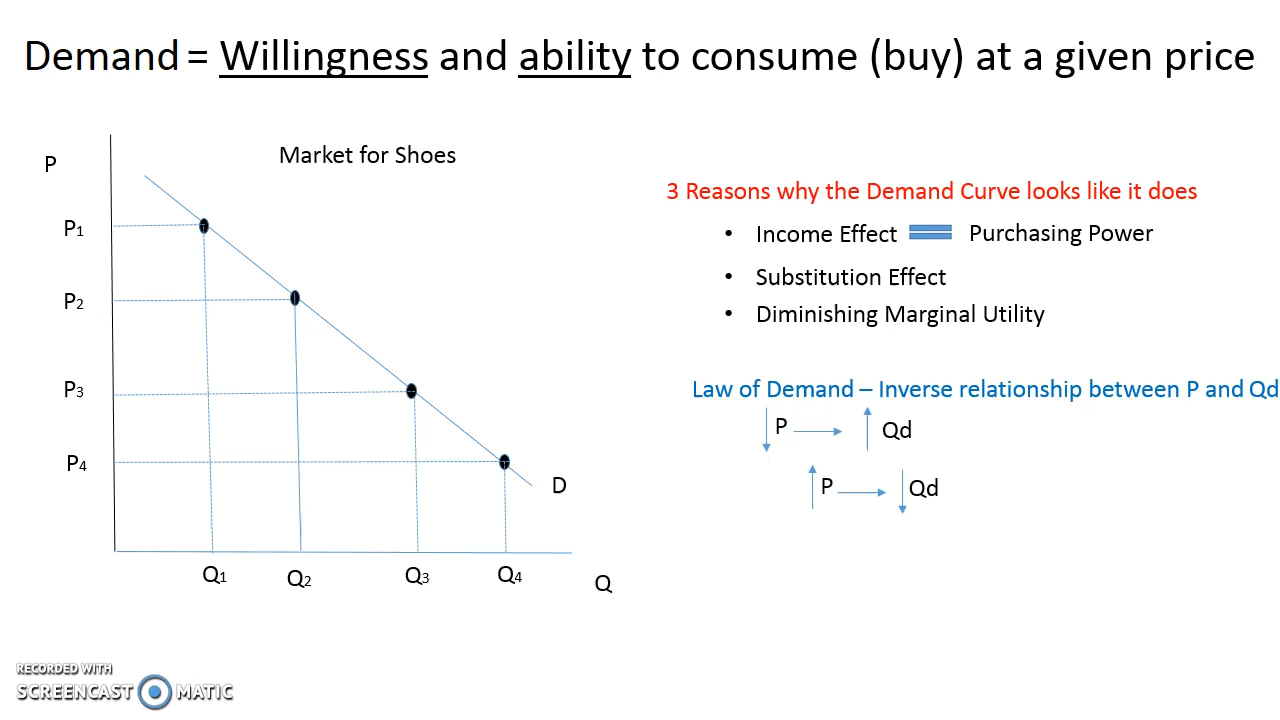 Demand = Willingness and ability to consume (buy) at a given price
Market for Shoes
P
P1
P2
P3
P4
D
Q1
Q2
Q3
Q4
Q
3 Reasons why the Demand Curve looks like it does
• Income Effect = Purchasing Power
• Substitution Effect
• Diminishing Marginal Utility
Law of Demand – Inverse relationship between P and Qd
↓ P → ↑ Qd
↑ P → ↓ Qd
RECORDED WITH
SCREENCAST MATIC